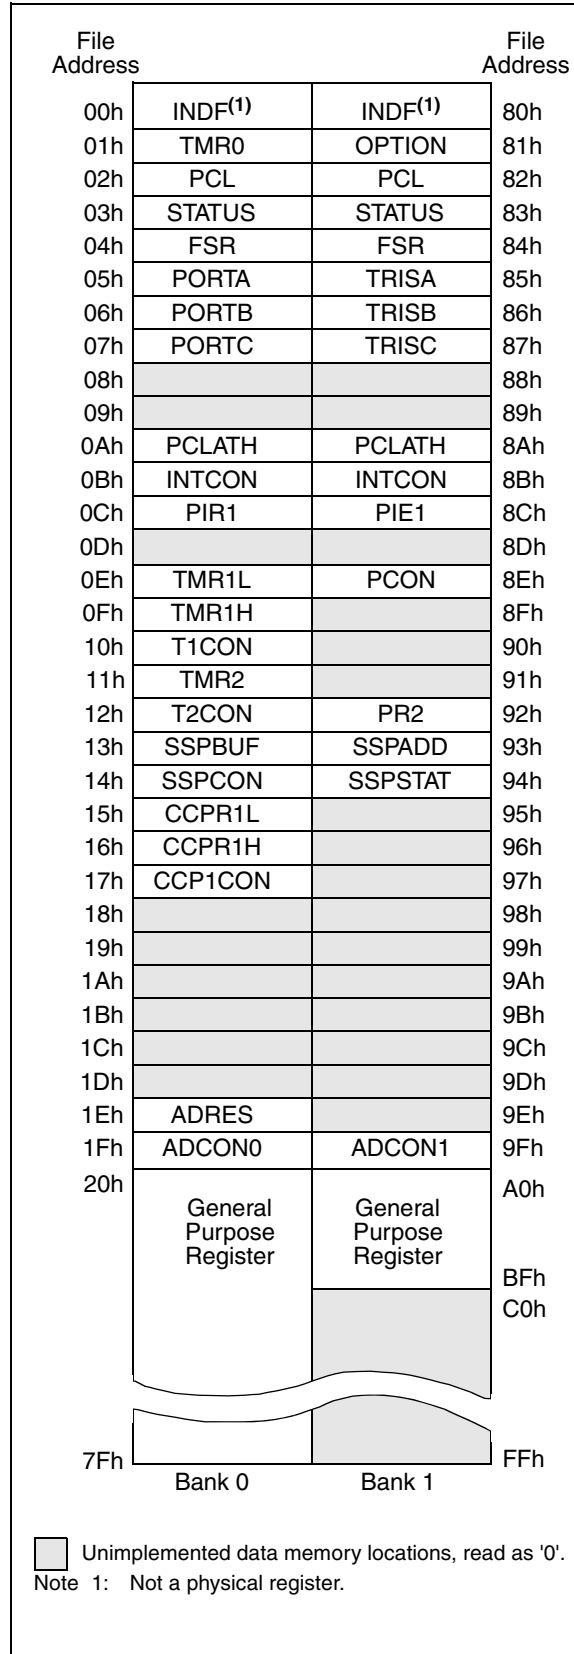 File Address File Address
00h INDF(1) INDF(1) 80h
01h TMR0 OPTION 81h
02h PCL PCL 82h
03h STATUS STATUS 83h
04h FSR FSR 84h
05h PORTA TRISA 85h
06h PORTB TRISB 86h
07h PORTC TRISC 87h
08h 88h
09h 89h
0Ah PCLATH PCLATH 8Ah
0Bh INTCON INTCON 8Bh
0Ch PIR1 PIE1 8Ch
0Dh 8Dh
0Eh TMR1L PCON 8Eh
0Fh TMR1H 8Fh
10h T1CON 90h
11h TMR2 91h
12h T2CON PR2 92h
13h SSPBUF SSPADD 93h
14h SSPCON SSPSTAT 94h
15h CCPR1L 95h
16h CCPR1H 96h
17h CCP1CON 97h
18h 98h
19h 99h
1Ah 9Ah
1Bh 9Bh
1Ch 9Ch
1Dh 9Dh
1Eh ADRES 9Eh
1Fh ADCON0 ADCON1 9Fh
20h A0h
General General
Purpose Purpose
Register Register
BFh
C0h
7Fh FFh
Bank 0 Bank 1
Unimplemented data memory locations, read as '0'.
Note 1: Not a physical register.